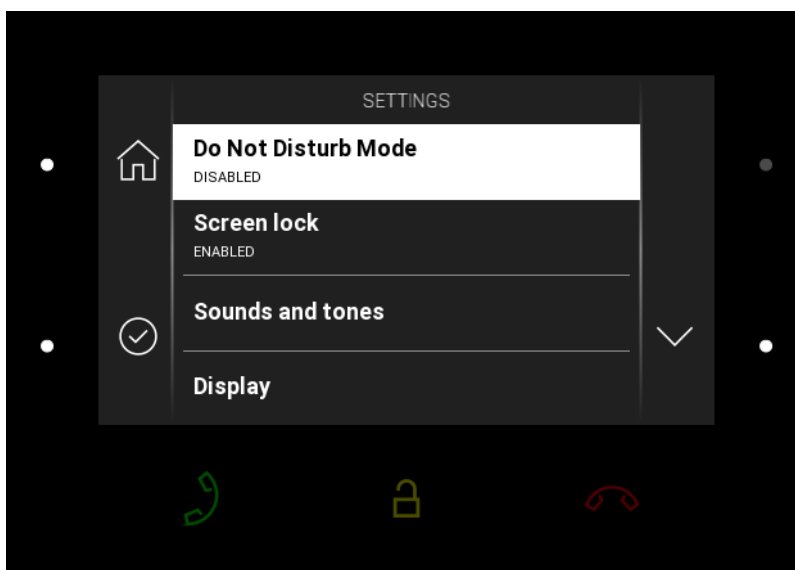 SETTINGS
Do Not Disturb Mode
DISABLED
Screen lock
ENABLED
Sounds and tones
Display